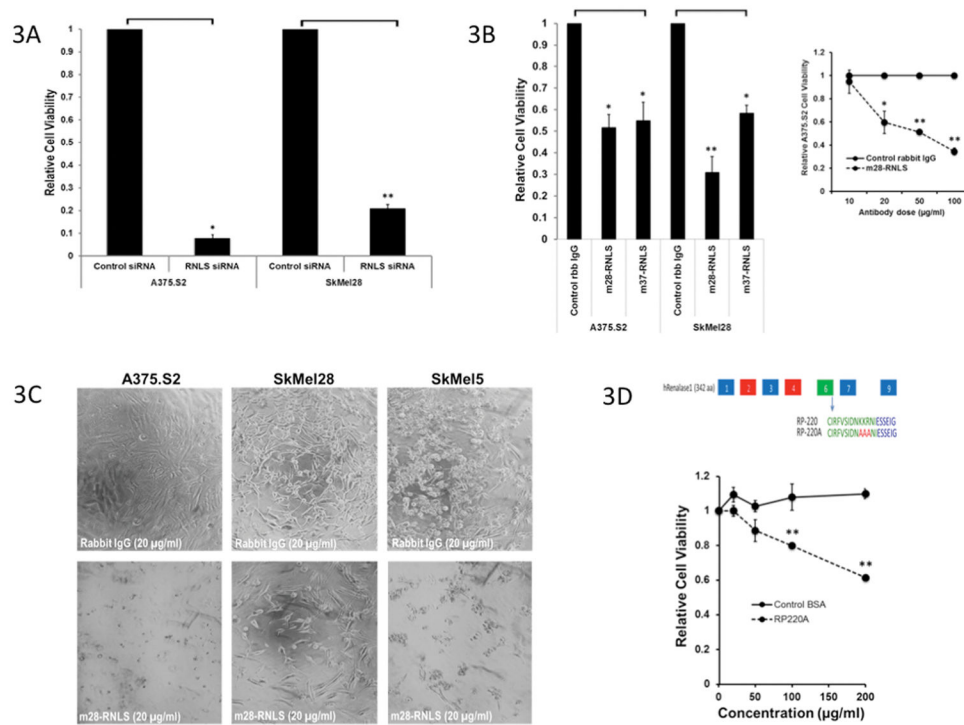 3A
Relative Cell Viability
1
0.9
0.8
0.7
0.6
0.5
0.4
0.3
0.2
0.1
0
*
**
Control siRNA
RNLS siRNA
Control siRNA
RNLS siRNA
A375.S2
SkMel28
3B
Relative Cell Viability
1
0.9
0.8
0.7
0.6
0.5
0.4
0.3
0.2
0.1
0
*
*
**
*
Control rbb IgG
m28-RNLS
m37-RNLS
Control rbb IgG
m28-RNLS
m37-RNLS
A375.S2
SkMel28
Relative A375.S2 Cell Viability
1.2
1
0.8
0.6
0.4
0.2
0
*
**
**
Control rabbit IgG
m28-RNLS
10 20 50 100
Antibody dose (µg/ml)
3C
A375.S2
SkMel28
SkMel5
Rabbit IgG (20 µg/ml)
Rabbit IgG (20 µg/ml)
Rabbit IgG (20 µg/ml)
m28-RNLS (20 µg/ml)
m28-RNLS (20 µg/ml)
m28-RNLS (20 µg/ml)
3D
hRenalase1 (342 aa)
1 2 3 4 6 7 9
RP-220 CIRFVSIDNKKRNIESSEIG
RP-220A CIRFVSIDNAAANIESSEIG
Relative Cell Viability
1.2
1
0.8
0.6
0.4
0.2
0
**
**
Control BSA
RP220A
0 50 100 150 200
Concentration (µg/ml)